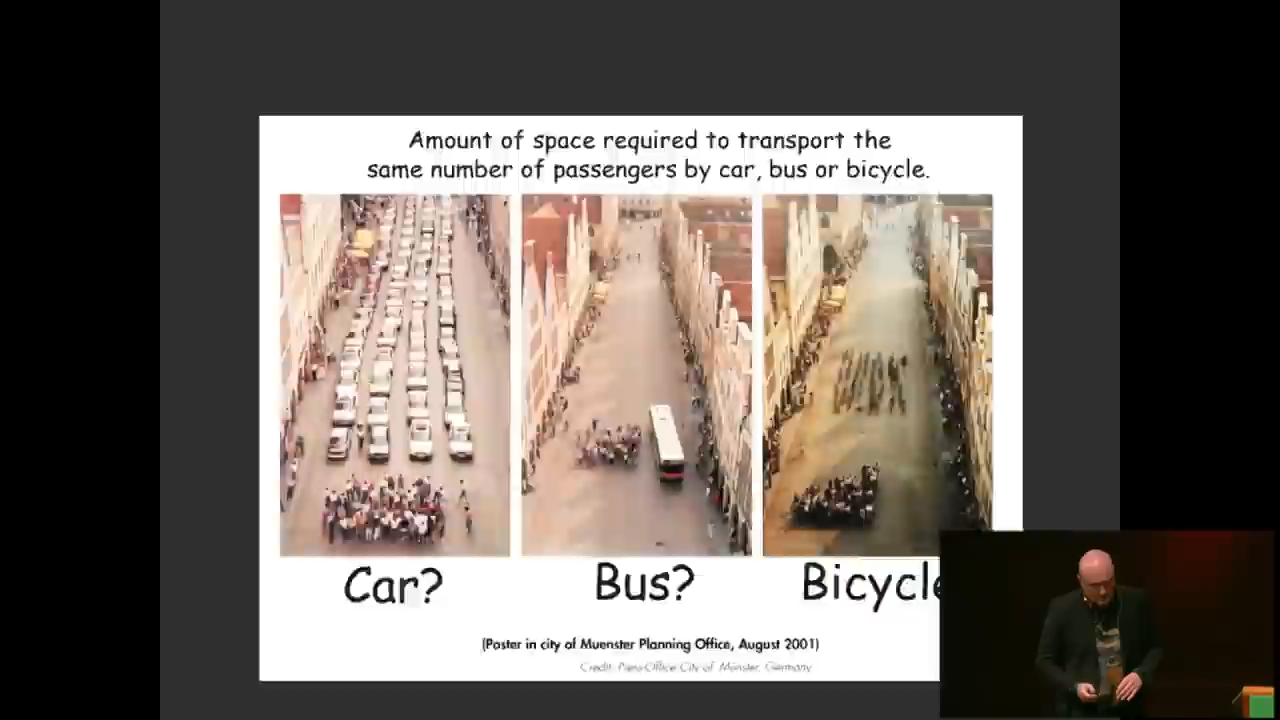 Amount of space required to transport the
same number of passengers by car, bus or bicycle.
Car?
Bus?
Bicycle
(Poster in city of Muenster Planning Office, August 2001)
Credit: Press-Office City of Münster, Germany